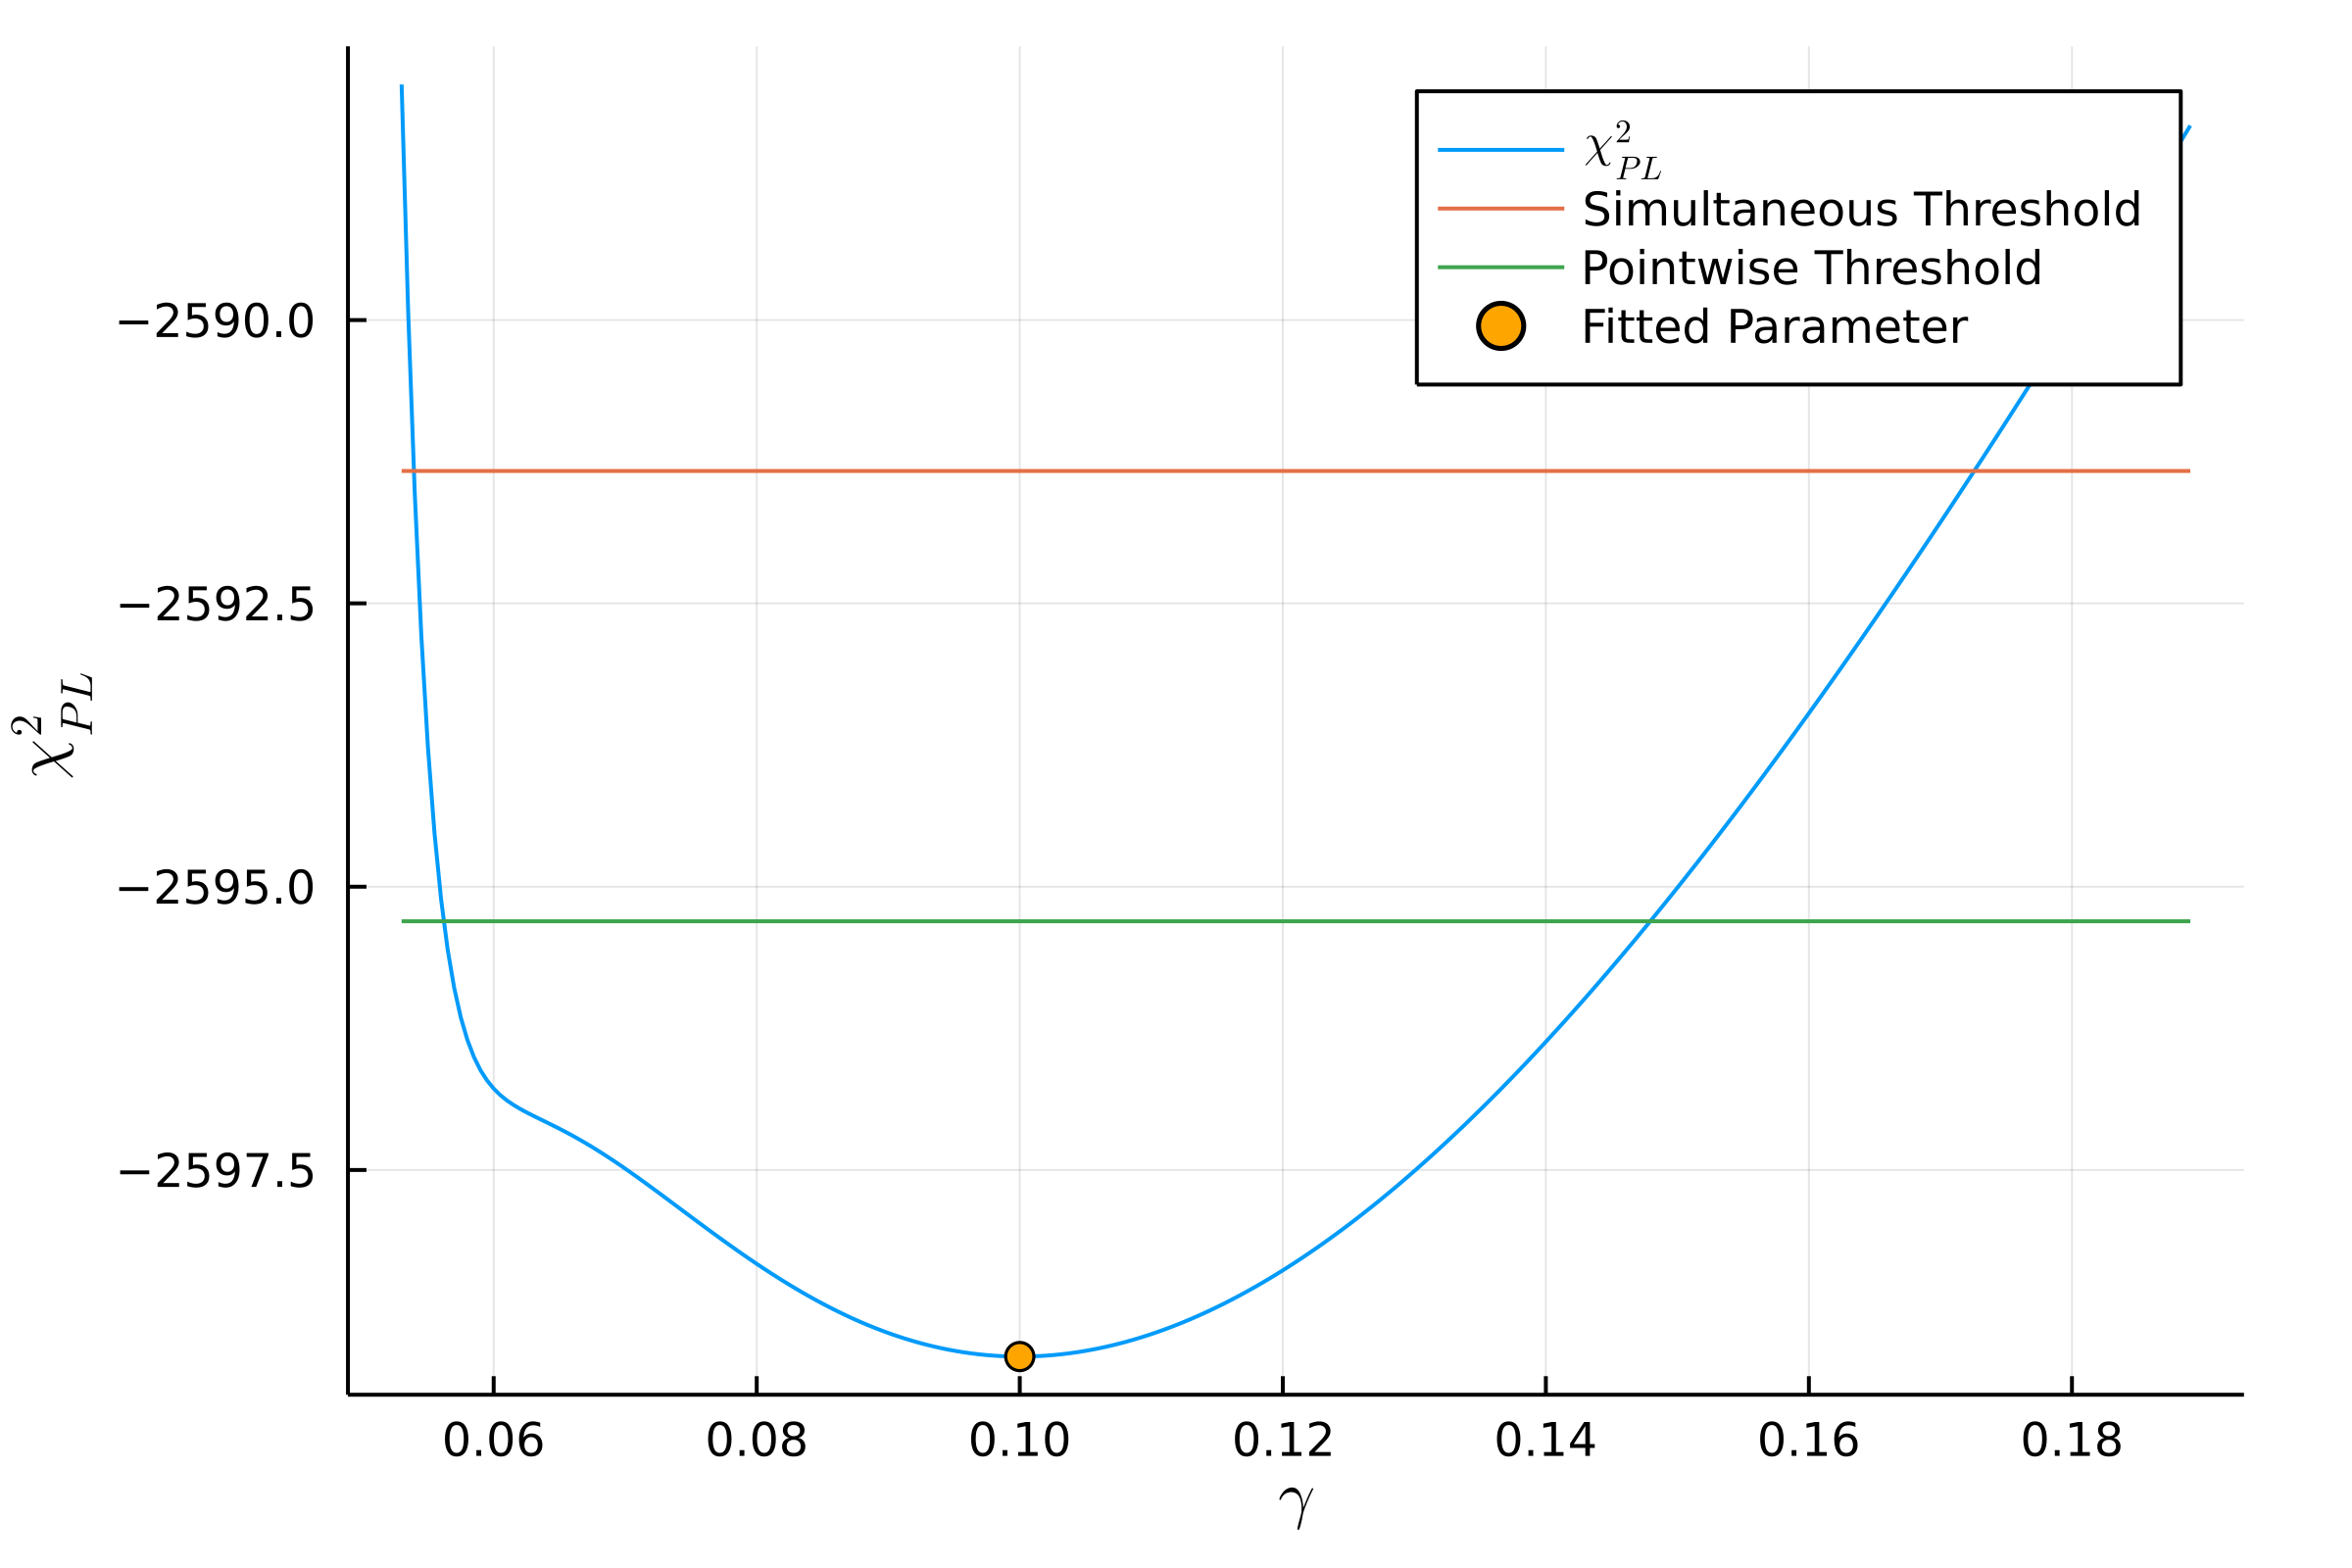 χ²_PL
Simultaneous Threshold
Pointwise Threshold
Fitted Parameter
−2590.0
−2592.5
−2595.0
−2597.5
χ²_PL
0.06 0.08 0.10 0.12 0.14 0.16 0.18
γ